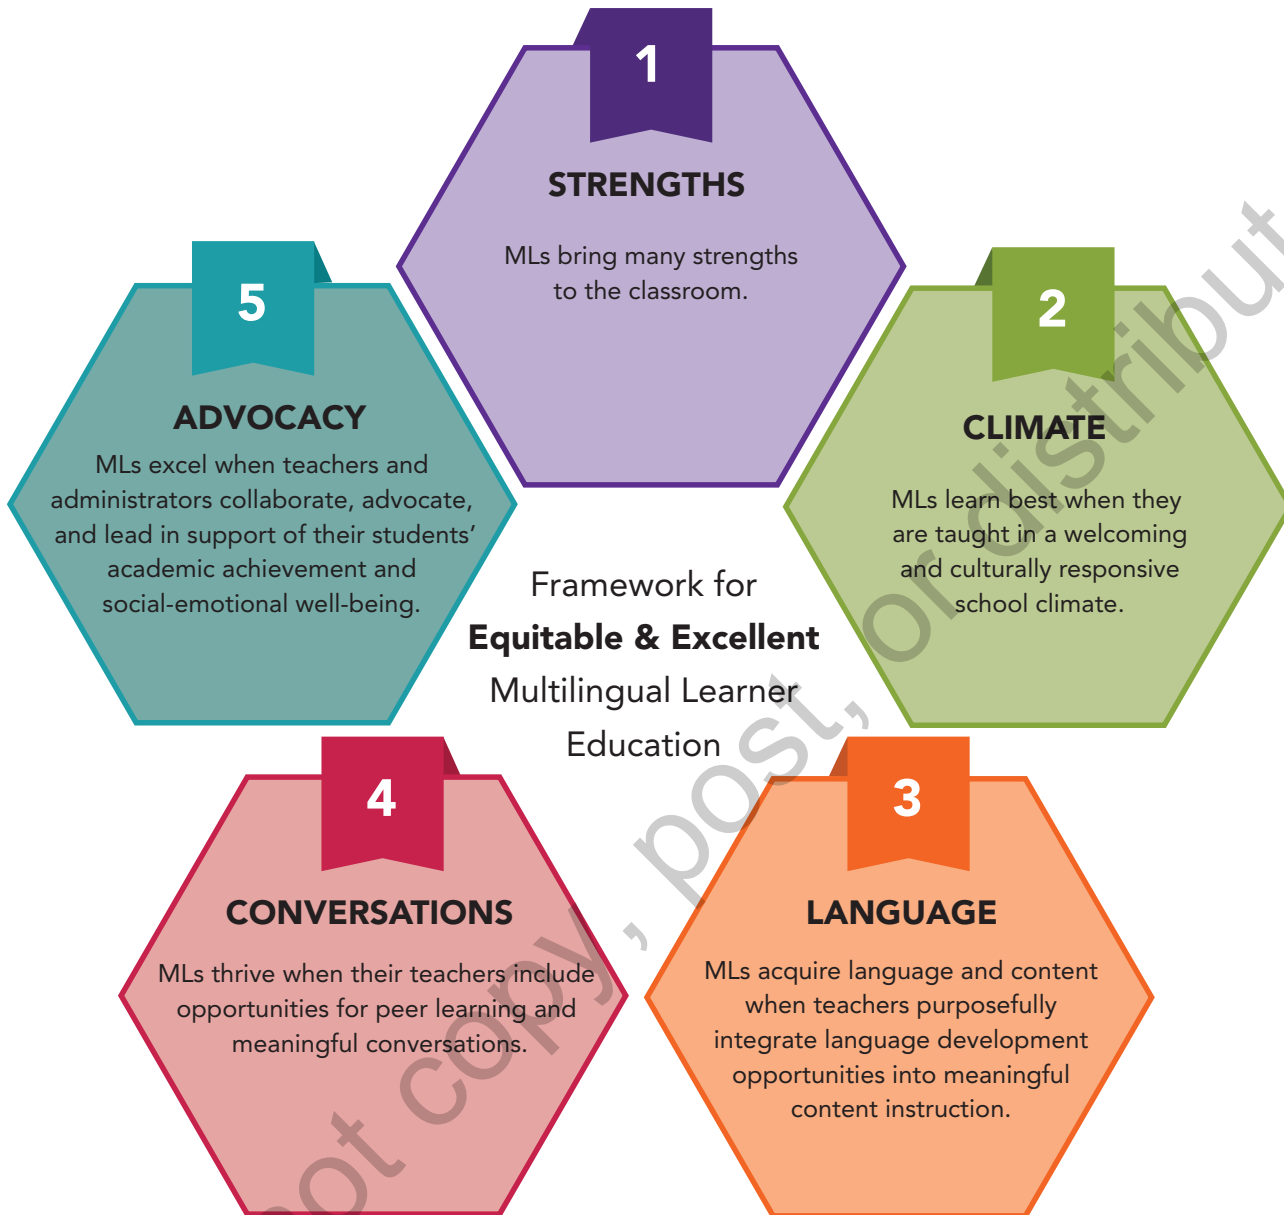 1
STRENGTHS
MLs bring many strengths
to the classroom.
2
CLIMATE
MLs learn best when they
are taught in a welcoming
and culturally responsive
school climate.
3
LANGUAGE
MLs acquire language and content
when teachers purposefully
integrate language development
opportunities into meaningful
content instruction.
4
CONVERSATIONS
MLs thrive when their teachers include
opportunities for peer learning and
meaningful conversations.
5
ADVOCACY
MLs excel when teachers and
administrators collaborate, advocate,
and lead in support of their students’
academic achievement and
social-emotional well-being.
Framework for
Equitable & Excellent
Multilingual Learner
Education
not copy, post, or distribut